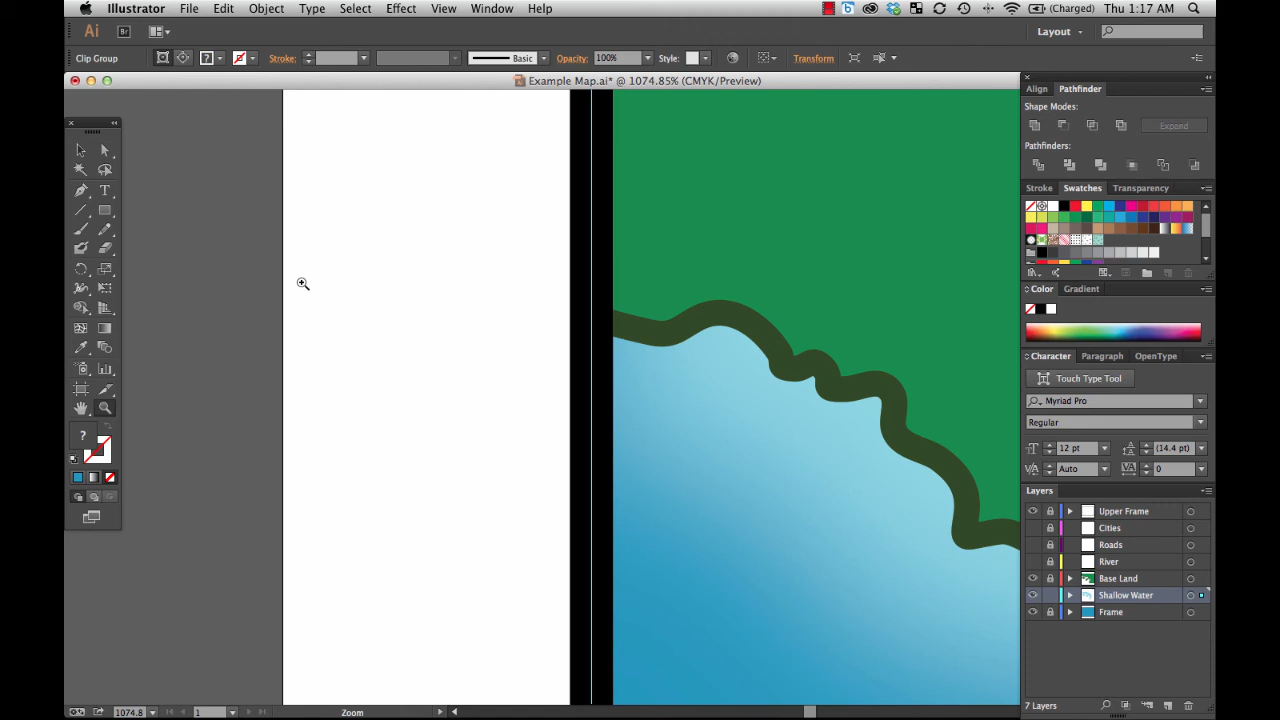 Illustrator File Edit Object Type Select Effect View Window Help (Charged) Thu 1:17 AM
Ai Br Layout
Clip Group ? Stroke: Basic Opacity: 100% Style: Transform
Example Map.ai* @ 1074.85% (CMYK/Preview)
Align Pathfinder
Shape Modes:
Expand
Pathfinders:
Stroke Swatches Transparency
Color Gradient
Character Paragraph OpenType
Touch Type Tool
Myriad Pro
Regular
12 pt (14.4 pt)
Auto 0
?
Layers
Upper Frame
Cities
Roads
River
Base Land
Shallow Water
Frame
1074.8 1 Zoom 7 Layers